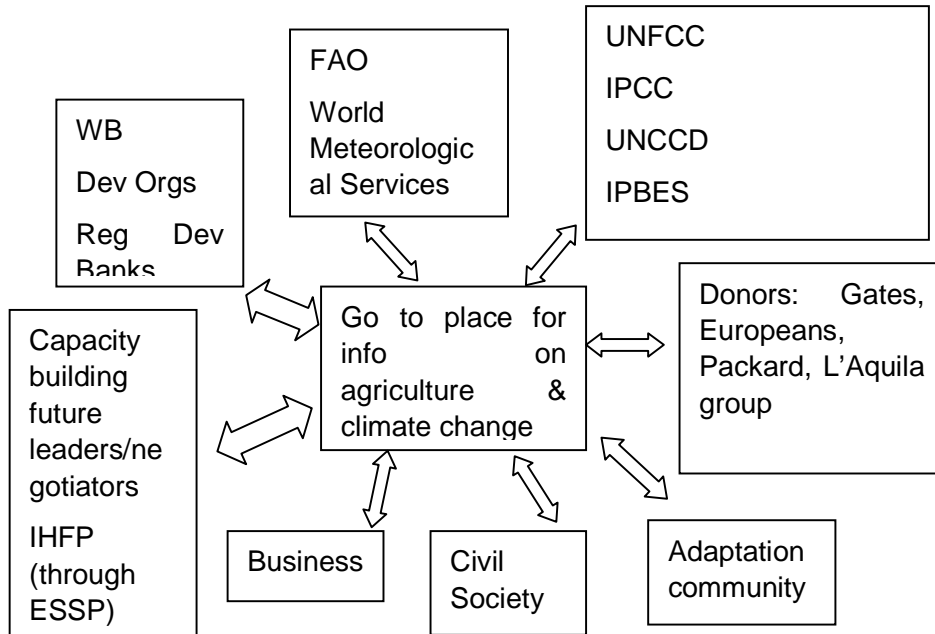 FAO
World
Meteorologic
al Services
UNFCC
IPCC
UNCCD
IPBES
WB
Dev Orgs
Reg Dev
Banks
Go to place for
info on
agriculture &
climate change
Donors: Gates,
Europeans,
Packard, L'Aquila
group
Capacity
building
future
leaders/ne
gotiators
IHFP
(through
ESSP)
Business
Civil
Society
Adaptation
community